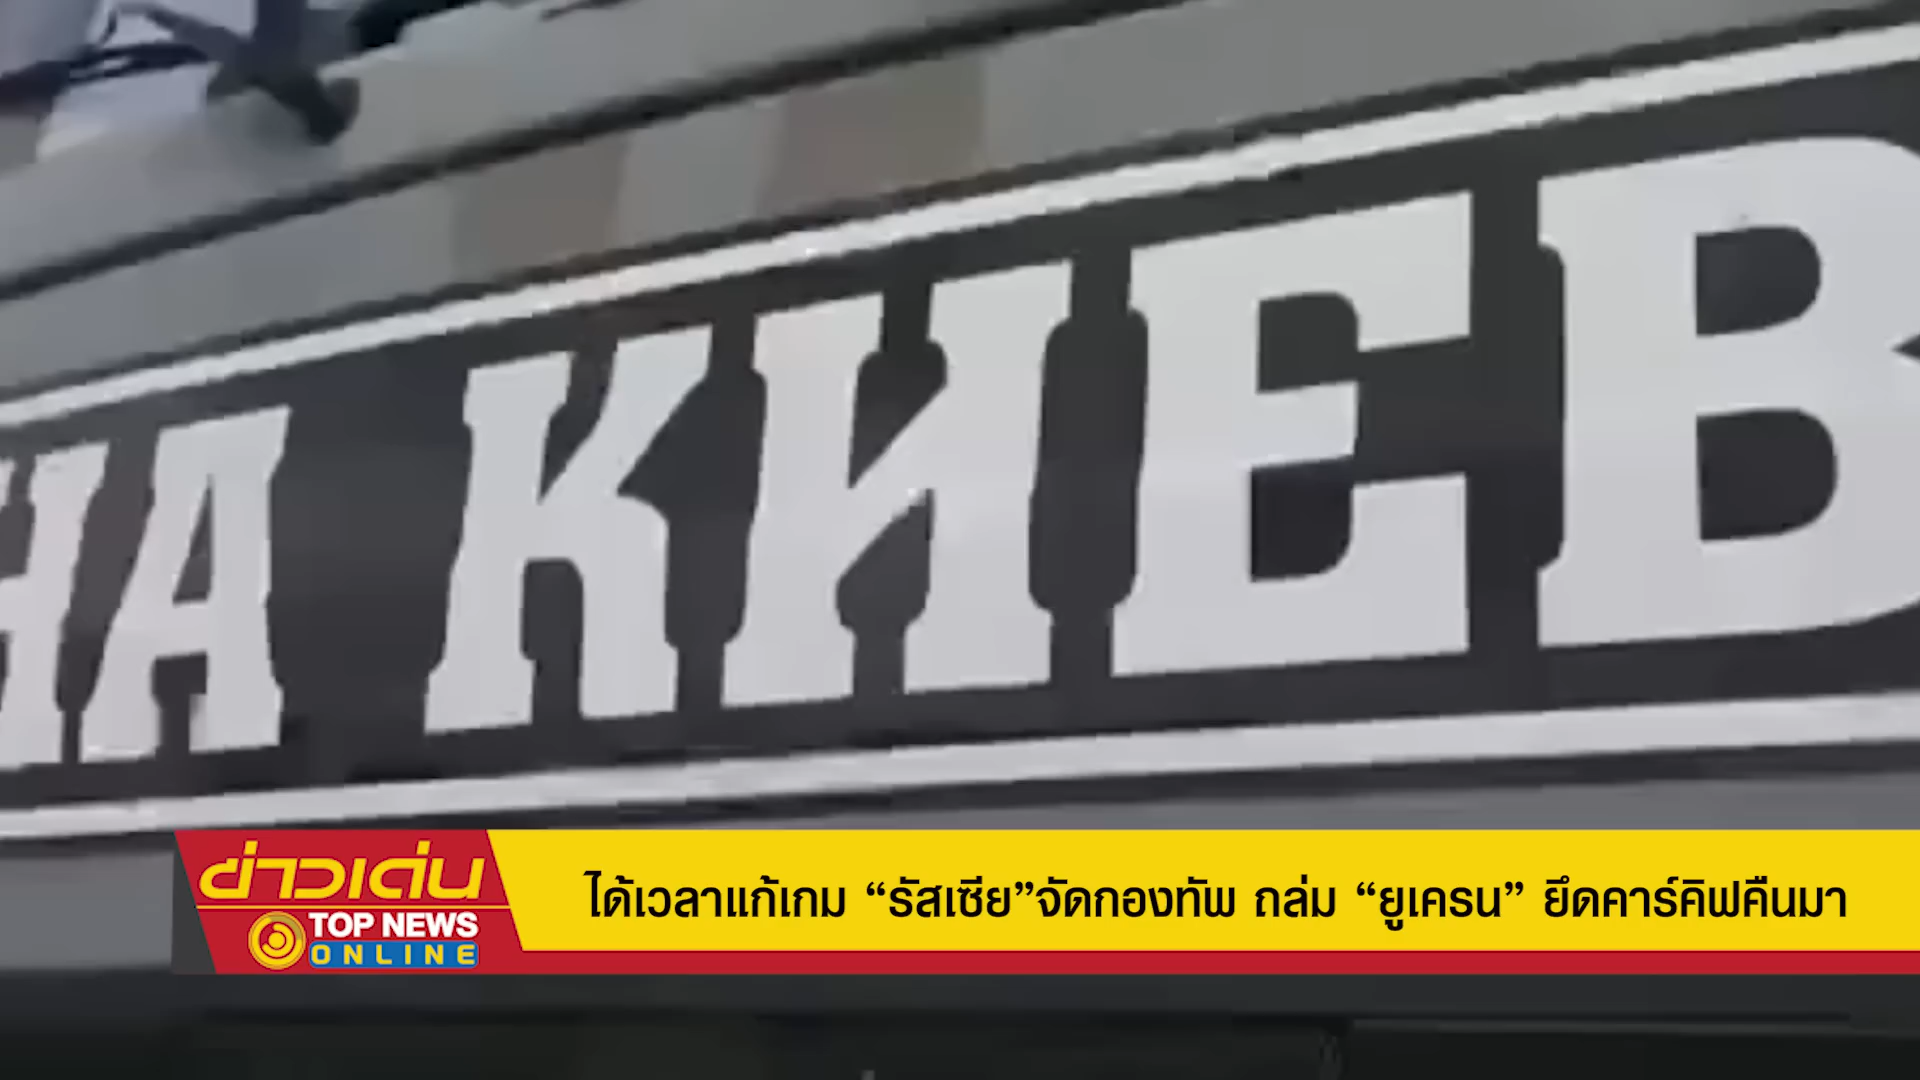 НА КИЕВ
ข่าวเด่น
TOP NEWS
ONLINE
ได้เวลาแก้เกม “รัสเซีย”จัดกองทัพ ถล่ม “ยูเครน” ยึดคาร์คิฟคืนมา